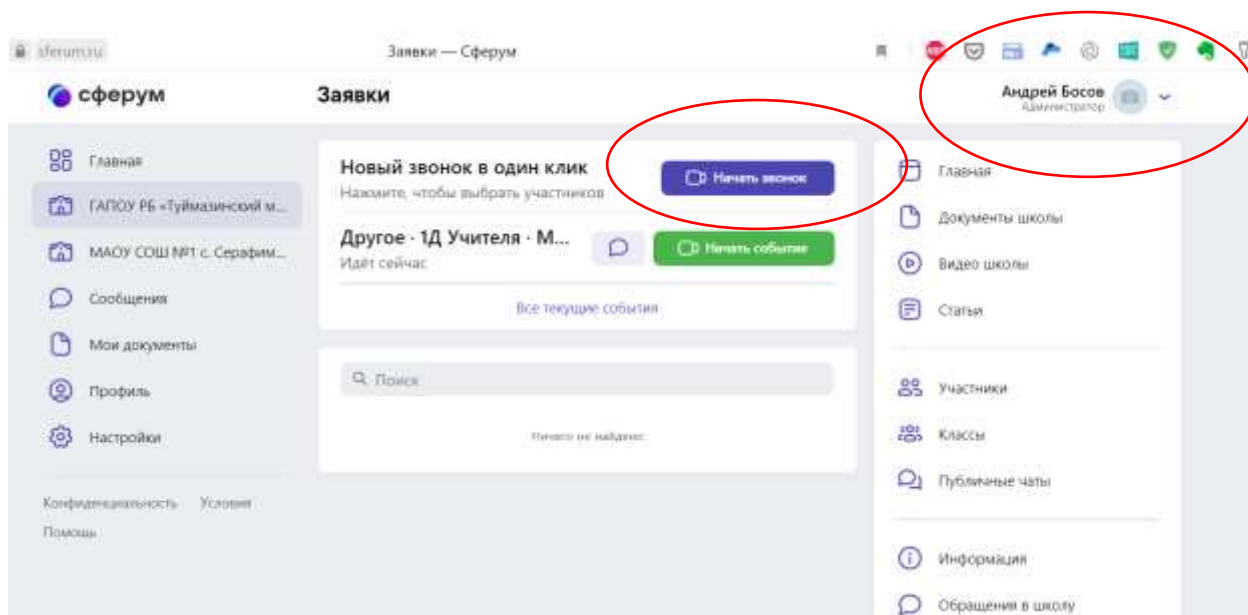 sferum.ru
Заявки — Сферум
сферум
Заявки
Андрей Босов
Администратор
Главная
ГАПОУ РБ «Туймазинский м...
МАОУ СОШ №1 с. Серафим...
Сообщения
Мои документы
Профиль
Настройки
Конфиденциальность Условия
Помощь
Новый звонок в один клик
Нажмите, чтобы выбрать участников
Начать звонок
Другое · 1Д Учителя · М...
Идёт сейчас
Начать событие
Все текущие события
Поиск
Ничего не найдено
Главная
Документы школы
Видео школы
Статьи
Участники
Классы
Публичные чаты
Информация
Обращения в школу